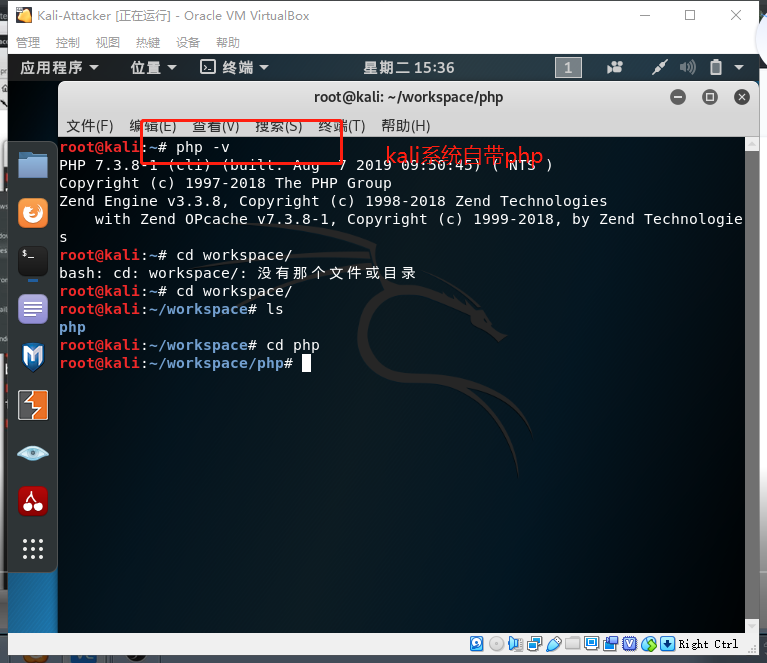 Kali-Attacker [正在运行] - Oracle VM VirtualBox
管理 控制 视图 热键 设备 帮助
应用程序 位置 终端 星期二 15:36 1
root@kali: ~/workspace/php
文件(F) 编辑(E) 查看(V) 搜索(S) 终端(T) 帮助(H)
root@kali:~# php -v
kali系统自带php
PHP 7.3.8-1 (cli) (built: Aug  7 2019 09:50:45) ( NTS )
Copyright (c) 1997-2018 The PHP Group
Zend Engine v3.3.8, Copyright (c) 1998-2018 Zend Technologies
    with Zend OPcache v7.3.8-1, Copyright (c) 1999-2018, by Zend Technologie
s
root@kali:~# cd workspace/
bash: cd: workspace/: 没有那个文件或目录
root@kali:~# cd workspace/
root@kali:~/workspace# ls
php
root@kali:~/workspace# cd php
root@kali:~/workspace/php#
Right Ctrl